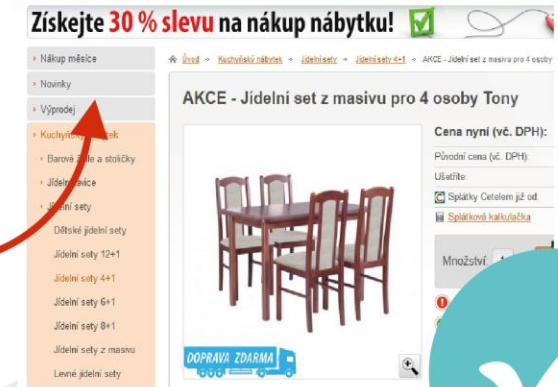 Získejte 30 % slevu na nákup nábytku!
Nákup měsíce
Novinky
Výprodej
Kuchyňský nábytek
Barové židle a stoličky
Jídelní lavice
Jídelní sety
Dětské jídelní sety
Jídelní sety 12+1
Jídelní sety 4+1
Jídelní sety 6+1
Jídelní sety 8+1
Jídelní sety z masivu
Levné jídelní sety
Úvod » Kuchyňský nábytek » Jídelní sety » Jídelní sety 4+1 » AKCE - Jídelní set z masivu pro 4 osoby
AKCE - Jídelní set z masivu pro 4 osoby Tony
DOPRAVA ZDARMA
Cena nyní (vč. DPH):
Původní cena (vč. DPH):
Ušetříte:
Splátky Cetelem již od:
Splátková kalkulačka
Množství: 1